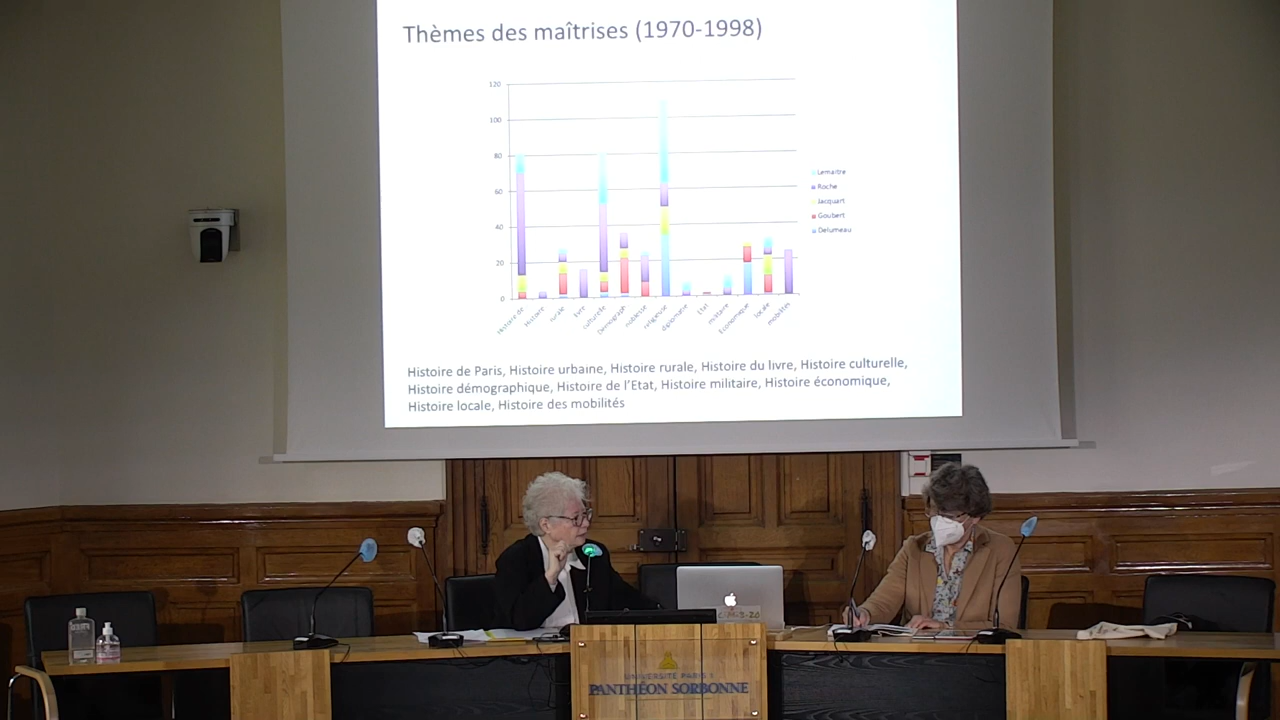 Thèmes des maîtrises (1970-1998)
120
100
80
60
40
20
0
Lemaitre
Roche
Jacquart
Goubert
Delumeau
Histoire de
Histoire
rurale
livre
culturelle
Démograph
noblesse
religieuse
diplomatie
Etat
militaire
Economique
locale
mobilités
Histoire de Paris, Histoire urbaine, Histoire rurale, Histoire du livre, Histoire culturelle,
Histoire démographique, Histoire de l'Etat, Histoire militaire, Histoire économique,
Histoire locale, Histoire des mobilités
UNIVERSITÉ PARIS 1
PANTHÉON SORBONNE